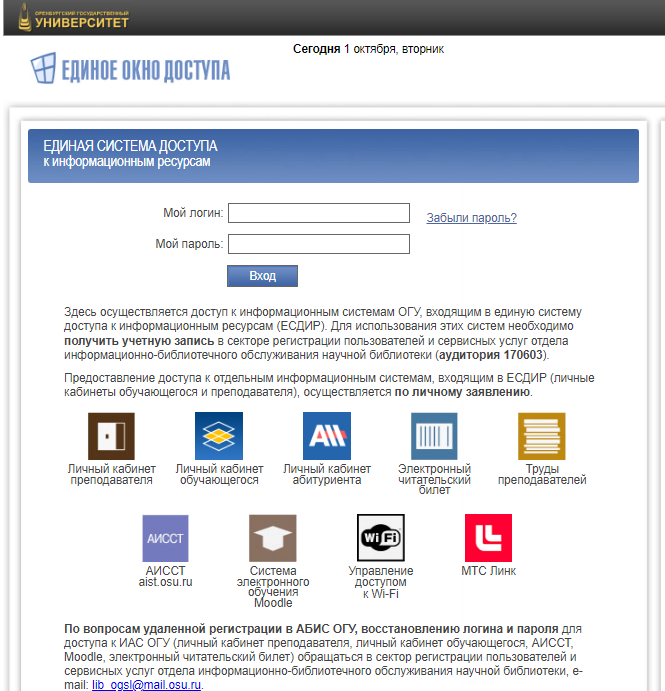 ОРЕНБУРГСКИЙ ГОСУДАРСТВЕННЫЙ
УНИВЕРСИТЕТ
Сегодня 1 октября, вторник
ЕДИНОЕ ОКНО ДОСТУПА
ЕДИНАЯ СИСТЕМА ДОСТУПА
к информационным ресурсам
Мой логин:
Забыли пароль?
Мой пароль:
Вход
Здесь осуществляется доступ к информационным системам ОГУ, входящим в единую систему
доступа к информационным ресурсам (ЕСДИР). Для использования этих систем необходимо
получить учетную запись в секторе регистрации пользователей и сервисных услуг отдела
информационно-библиотечного обслуживания научной библиотеки (аудитория 170603).
Предоставление доступа к отдельным информационным системам, входящим в ЕСДИР (личные
кабинеты обучающегося и преподавателя), осуществляется по личному заявлению.
Личный кабинет
преподавателя
Личный кабинет
обучающегося
Личный кабинет
абитуриента
Электронный
читательский
билет
Труды
преподавателей
АИССТ
АИССТ
aist.osu.ru
Система
электронного
обучения
Moodle
Wi Fi
Управление
доступом
к Wi-Fi
МТС Линк
По вопросам удаленной регистрации в АБИС ОГУ, восстановлению логина и пароля для
доступа к ИАС ОГУ (личный кабинет преподавателя, личный кабинет обучающегося, АИССТ,
Moodle, электронный читательский билет) обращаться в сектор регистрации пользователей и
сервисных услуг отдела информационно-библиотечного обслуживания научной библиотеки, e-
mail: lib_ogsl@mail.osu.ru.